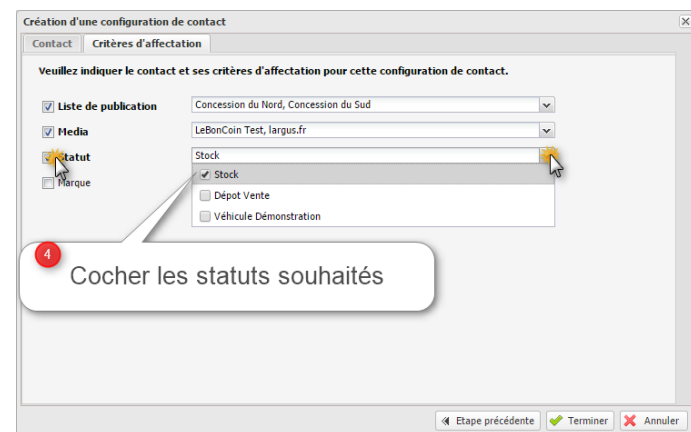 Création d'une configuration de contact
Contact Critères d'affectation
Veuillez indiquer le contact et ses critères d'affectation pour cette configuration de contact.
Liste de publication Concession du Nord, Concession du Sud
Media LeBonCoin Test, largus.fr
Statut Stock
Stock
Marque
Dépot Vente
Véhicule Démonstration
4
Cocher les statuts souhaités
Etape précédente Terminer Annuler